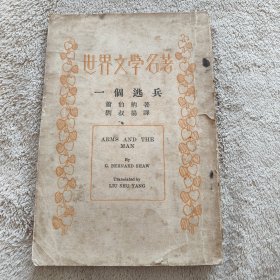 世界文學名著
一個逃兵
蕭伯納著
劉叔揚譯
ARMS AND THE
MAN
By
G. BERNARD SHAW
Translated by
LIU SHU-YANG